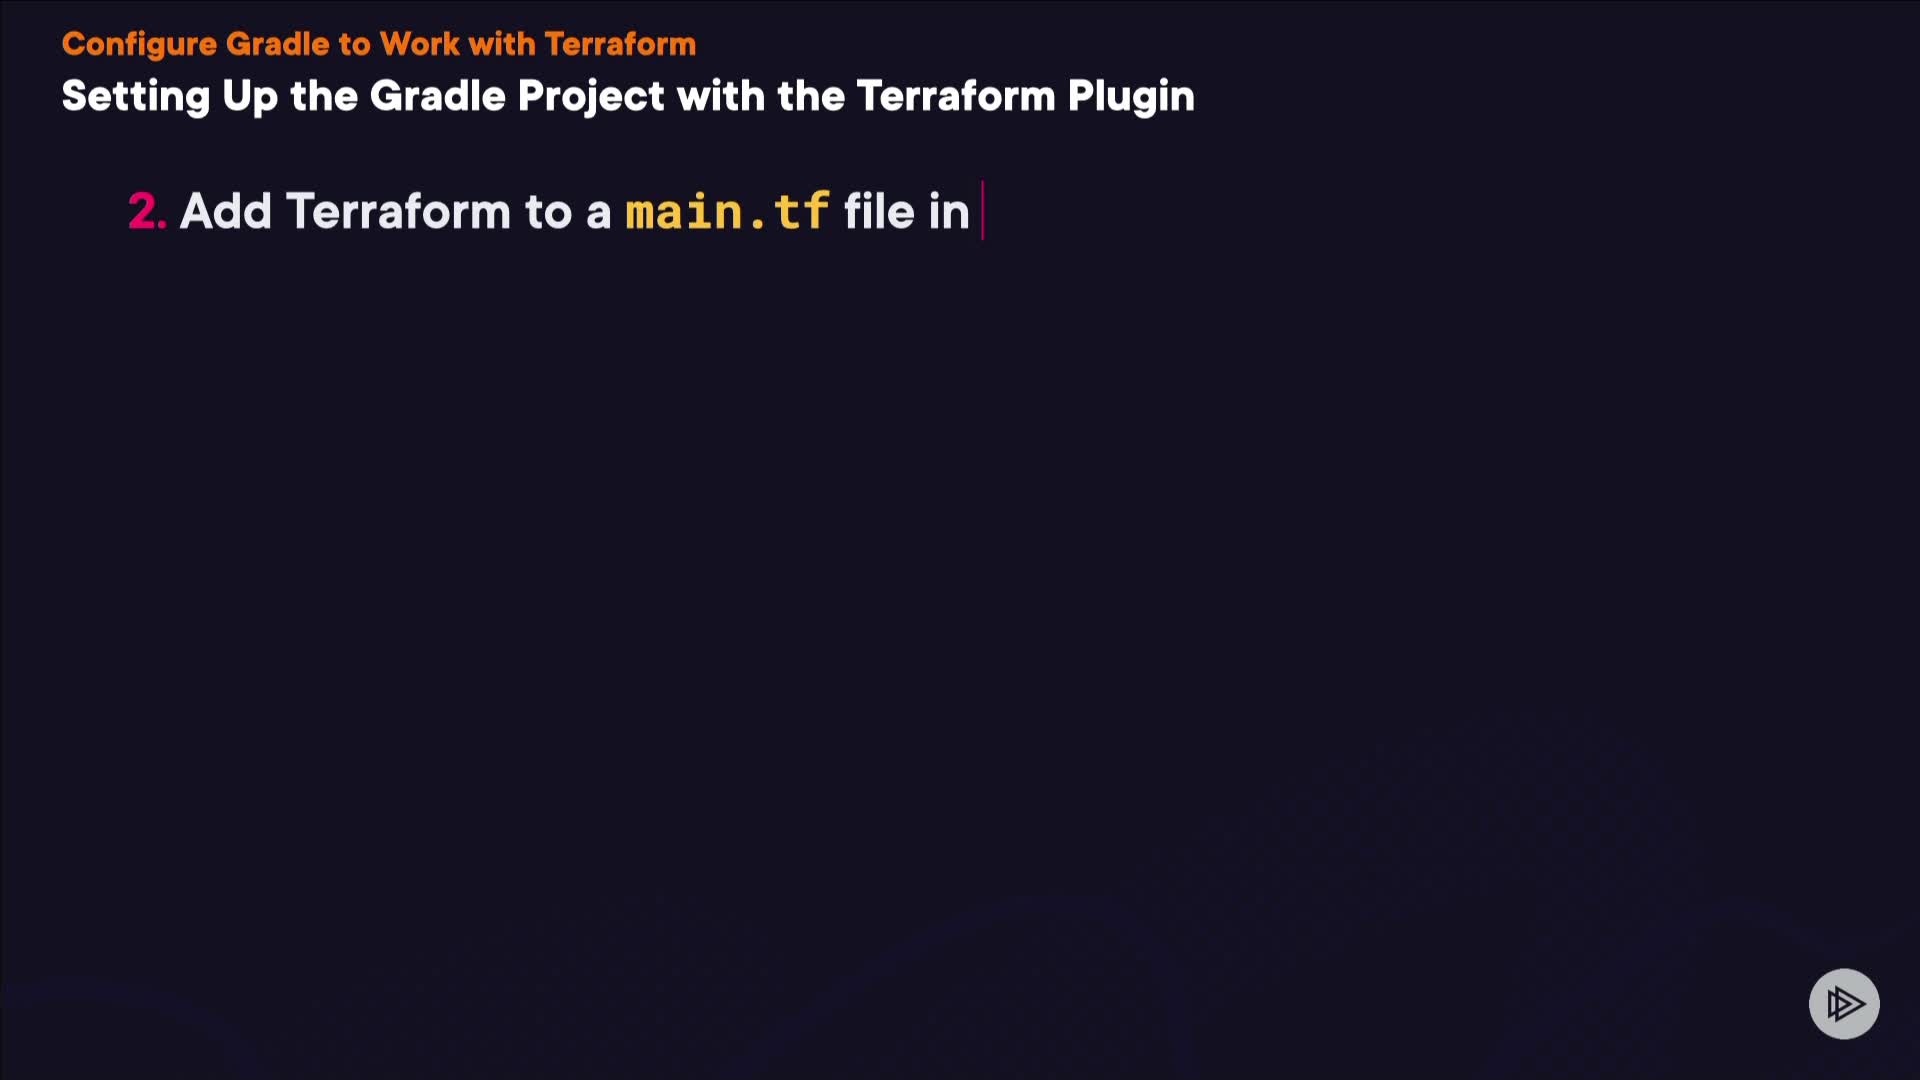 Configure Gradle to Work with Terraform
Setting Up the Gradle Project with the Terraform Plugin
2. Add Terraform to a main.tf file in